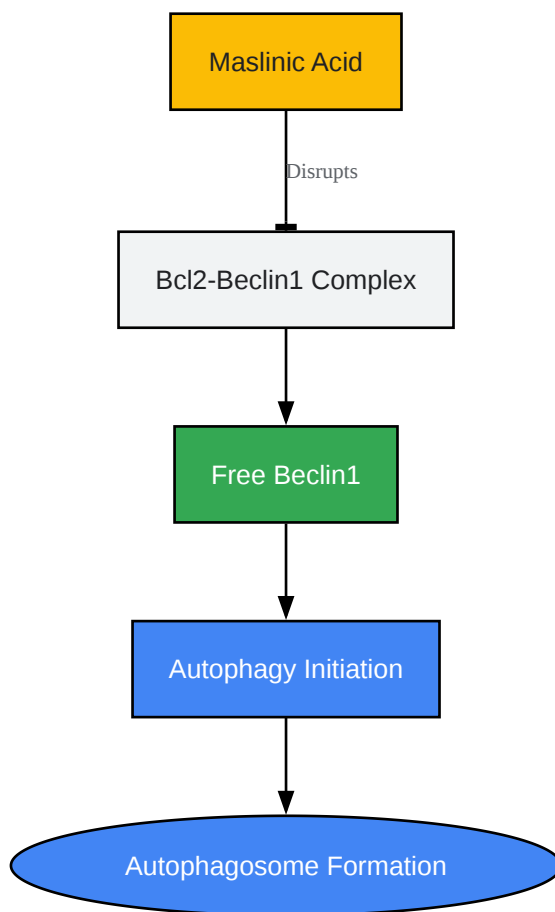 Maslinic Acid
Disrupts
Bcl2-Beclin1 Complex
Free Beclin1
Autophagy Initiation
Autophagosome Formation